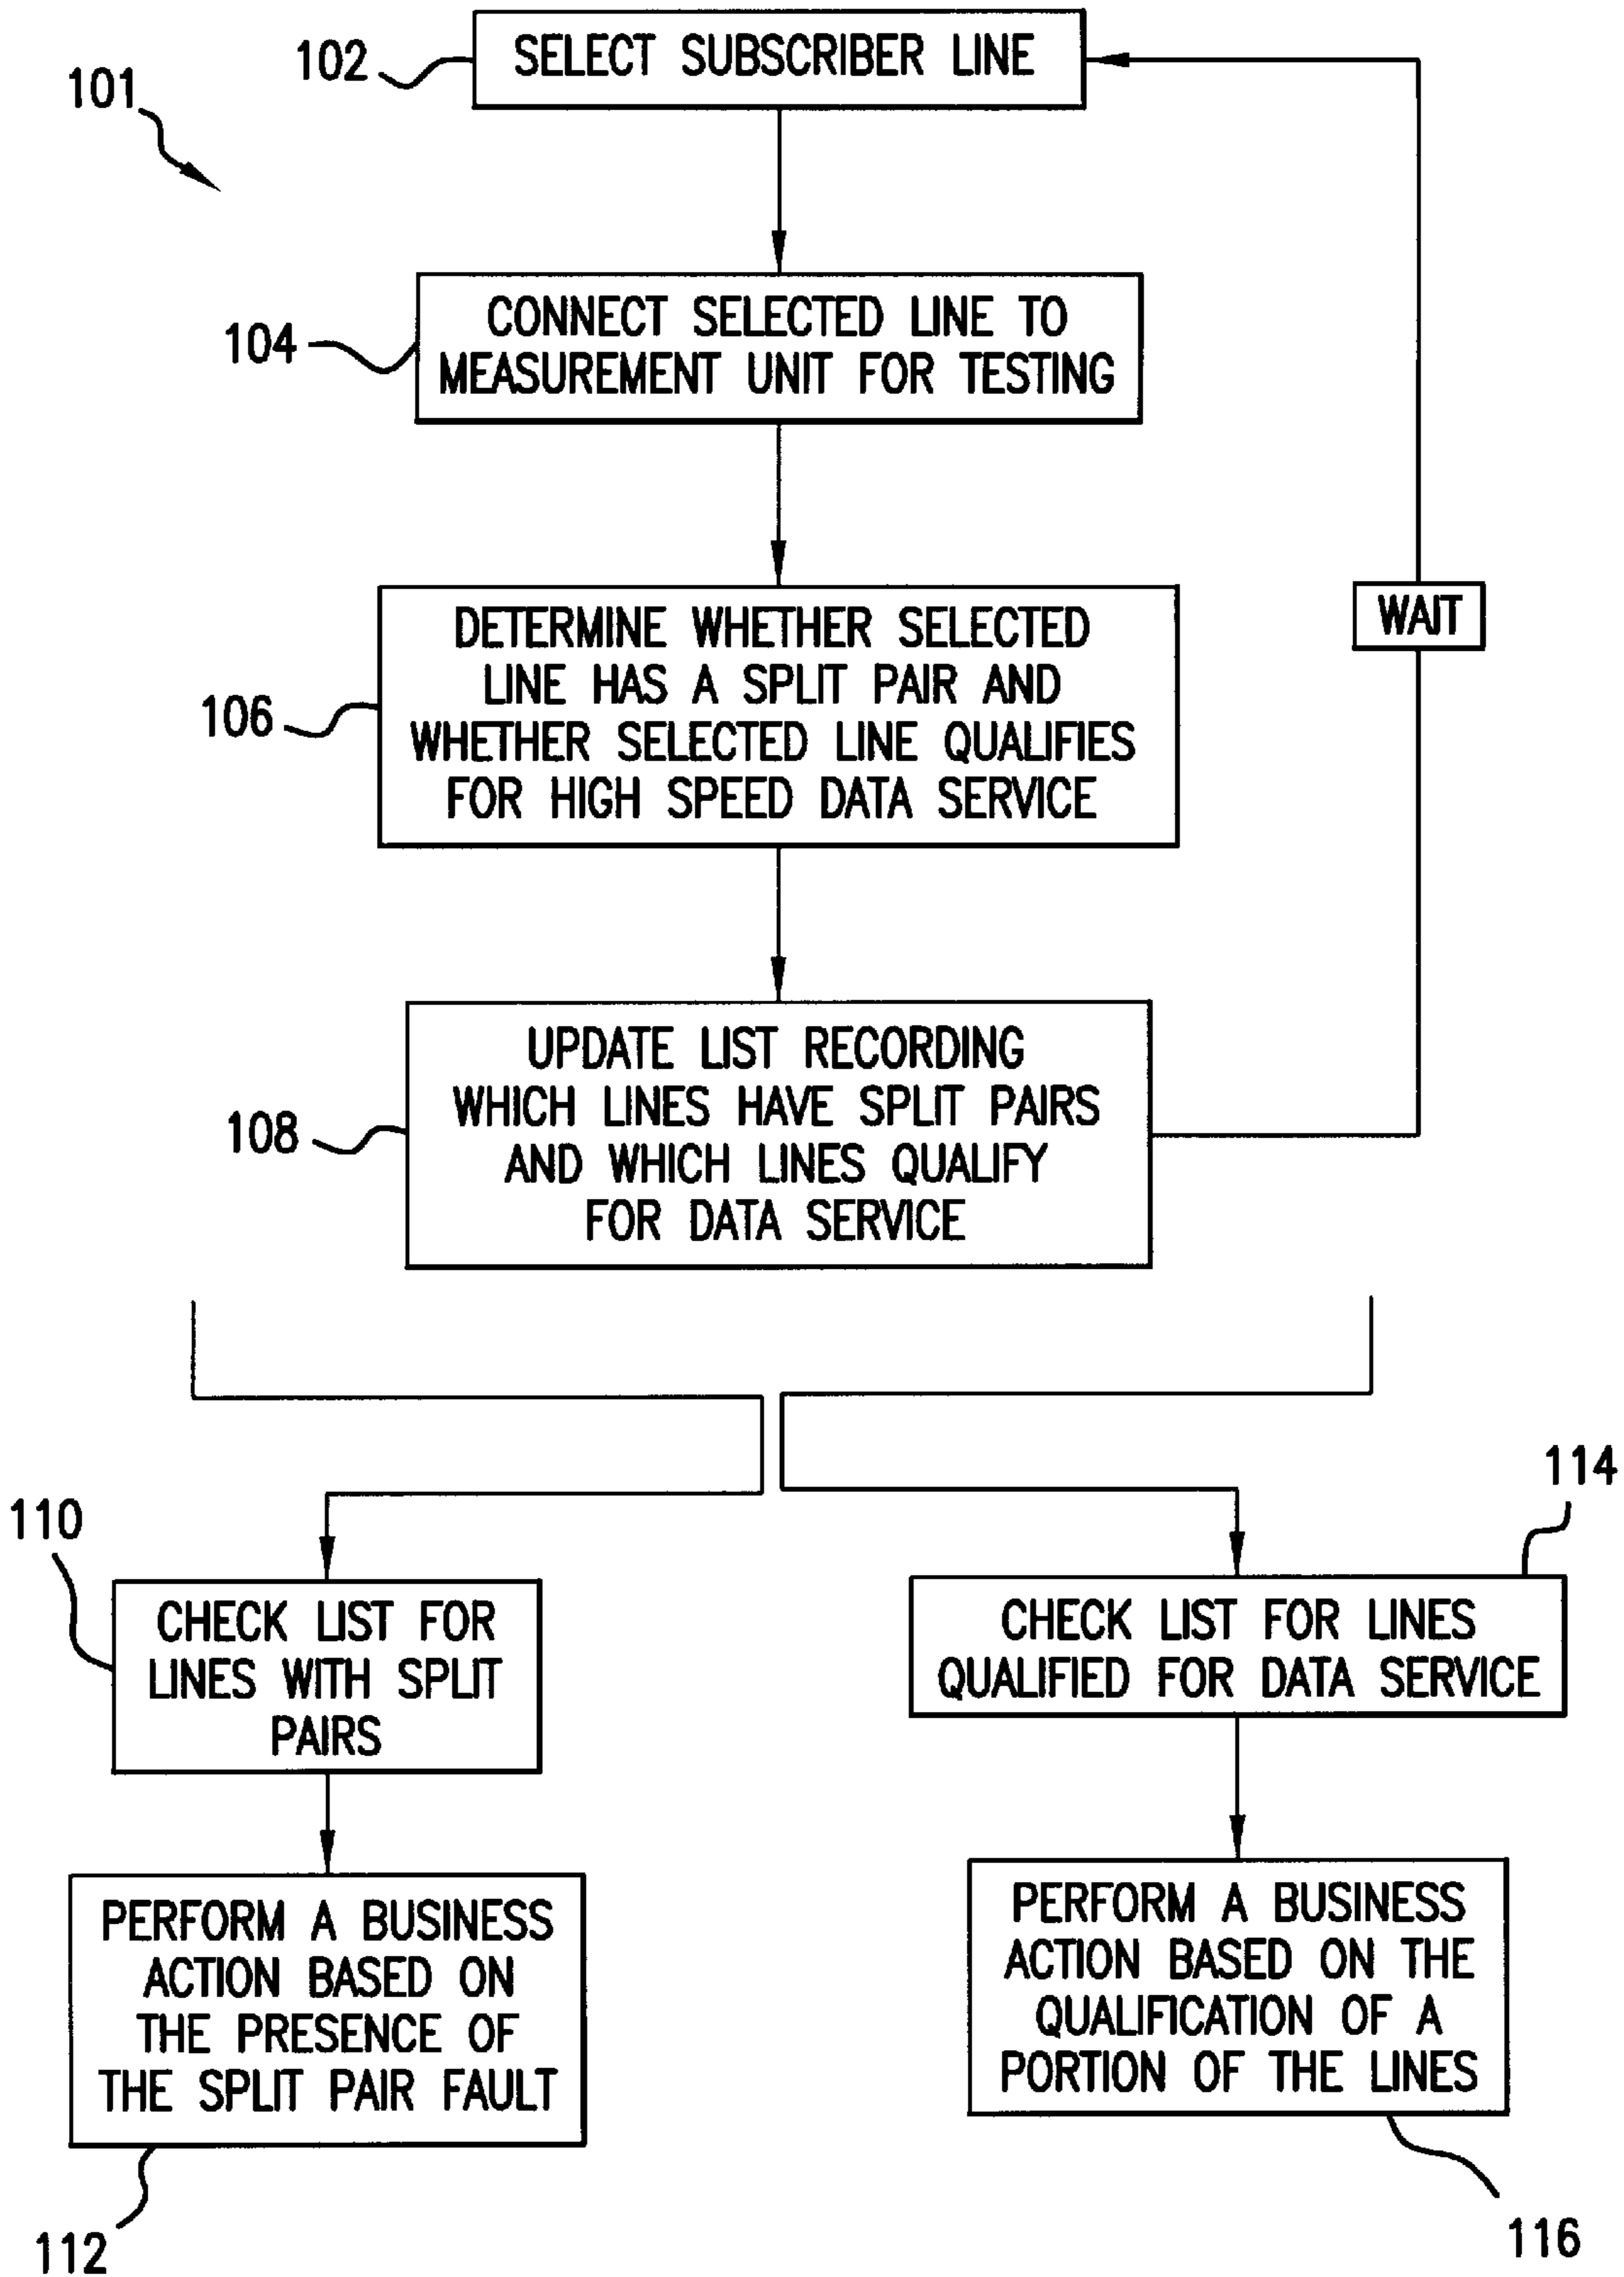 102
SELECT SUBSCRIBER LINE
101
104
CONNECT SELECTED LINE TO
MEASUREMENT UNIT FOR TESTING
106
DETERMINE WHETHER SELECTED
LINE HAS A SPLIT PAIR AND
WHETHER SELECTED LINE QUALIFIES
FOR HIGH SPEED DATA SERVICE
WAIT
108
UPDATE LIST RECORDING
WHICH LINES HAVE SPLIT PAIRS
AND WHICH LINES QUALIFY
FOR DATA SERVICE
110
CHECK LIST FOR
LINES WITH SPLIT
PAIRS
114
CHECK LIST FOR LINES
QUALIFIED FOR DATA SERVICE
PERFORM A BUSINESS
ACTION BASED ON
THE PRESENCE OF
THE SPLIT PAIR FAULT
112
PERFORM A BUSINESS
ACTION BASED ON THE
QUALIFICATION OF A
PORTION OF THE LINES
116